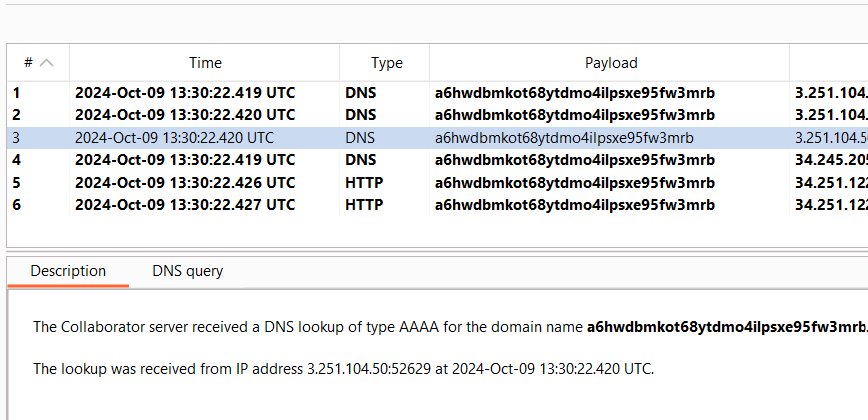 # Time Type Payload
1 2024-Oct-09 13:30:22.419 UTC DNS a6hwdbmkot68ytdmo4ilpsxe95fw3mrb 3.251.104.
2 2024-Oct-09 13:30:22.420 UTC DNS a6hwdbmkot68ytdmo4ilpsxe95fw3mrb 3.251.104.
3 2024-Oct-09 13:30:22.420 UTC DNS a6hwdbmkot68ytdmo4ilpsxe95fw3mrb 3.251.104.5
4 2024-Oct-09 13:30:22.419 UTC DNS a6hwdbmkot68ytdmo4ilpsxe95fw3mrb 34.245.205
5 2024-Oct-09 13:30:22.426 UTC HTTP a6hwdbmkot68ytdmo4ilpsxe95fw3mrb 34.251.122
6 2024-Oct-09 13:30:22.427 UTC HTTP a6hwdbmkot68ytdmo4ilpsxe95fw3mrb 34.251.122
Description DNS query
The Collaborator server received a DNS lookup of type AAAA for the domain name a6hwdbmkot68ytdmo4ilpsxe95fw3mrb.
The lookup was received from IP address 3.251.104.50:52629 at 2024-Oct-09 13:30:22.420 UTC.